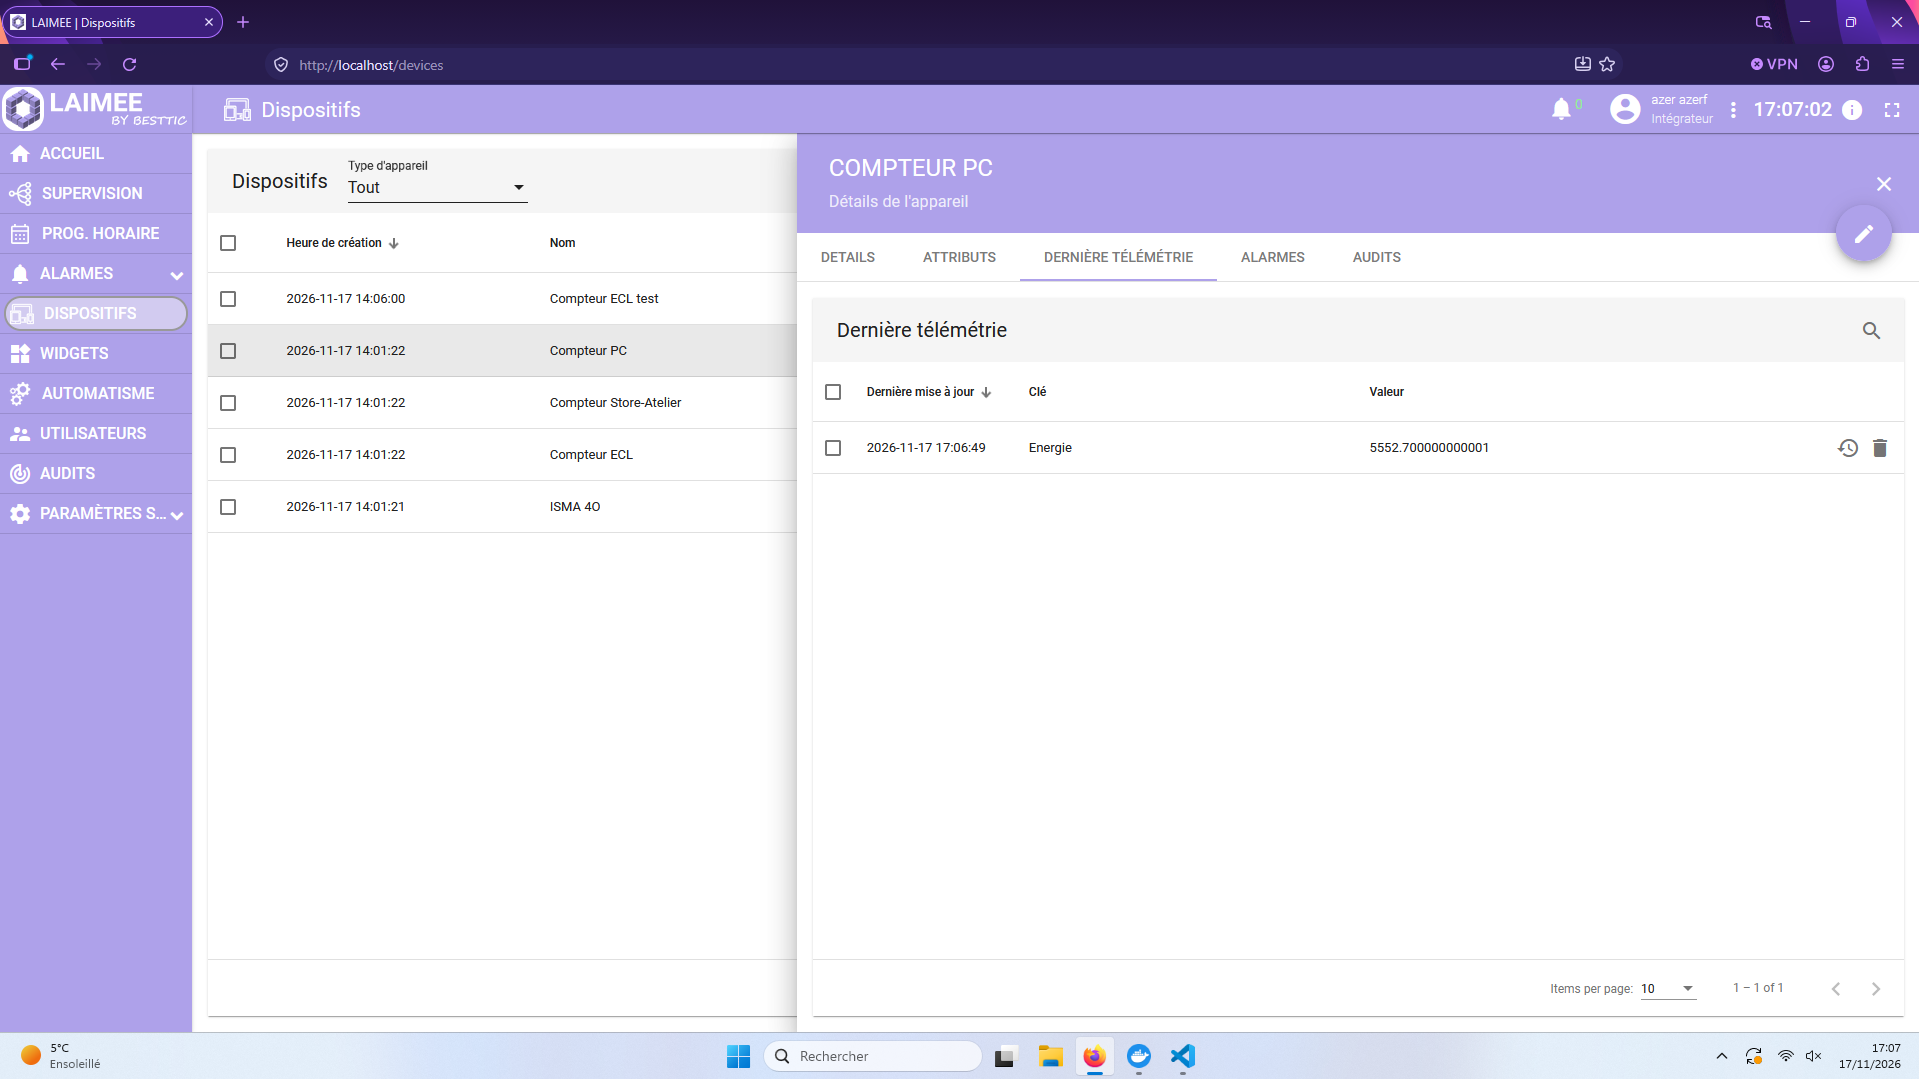 LAIMEE | Dispositifs
http://localhost/devices
VPN
LAIMEE
BY BESTTIC
Dispositifs
0
azer azerf
Intégrateur
17:07:02
ACCUEIL
SUPERVISION
PROG. HORAIRE
ALARMES
DISPOSITIFS
WIDGETS
AUTOMATISME
UTILISATEURS
AUDITS
PARAMÈTRES S...
Dispositifs
Type d'appareil
Tout
Heure de création Nom
2026-11-17 14:06:00 Compteur ECL test
2026-11-17 14:01:22 Compteur PC
2026-11-17 14:01:22 Compteur Store-Atelier
2026-11-17 14:01:22 Compteur ECL
2026-11-17 14:01:21 ISMA 4O
COMPTEUR PC
Détails de l'appareil
DETAILS ATTRIBUTS DERNIÈRE TÉLÉMÉTRIE ALARMES AUDITS
Dernière télémétrie
Dernière mise à jour Clé Valeur
2026-11-17 17:06:49 Energie 5552.700000000001
Items per page: 10 1 – 1 of 1
5°C
Ensoleillé
Rechercher
17:07
17/11/2026